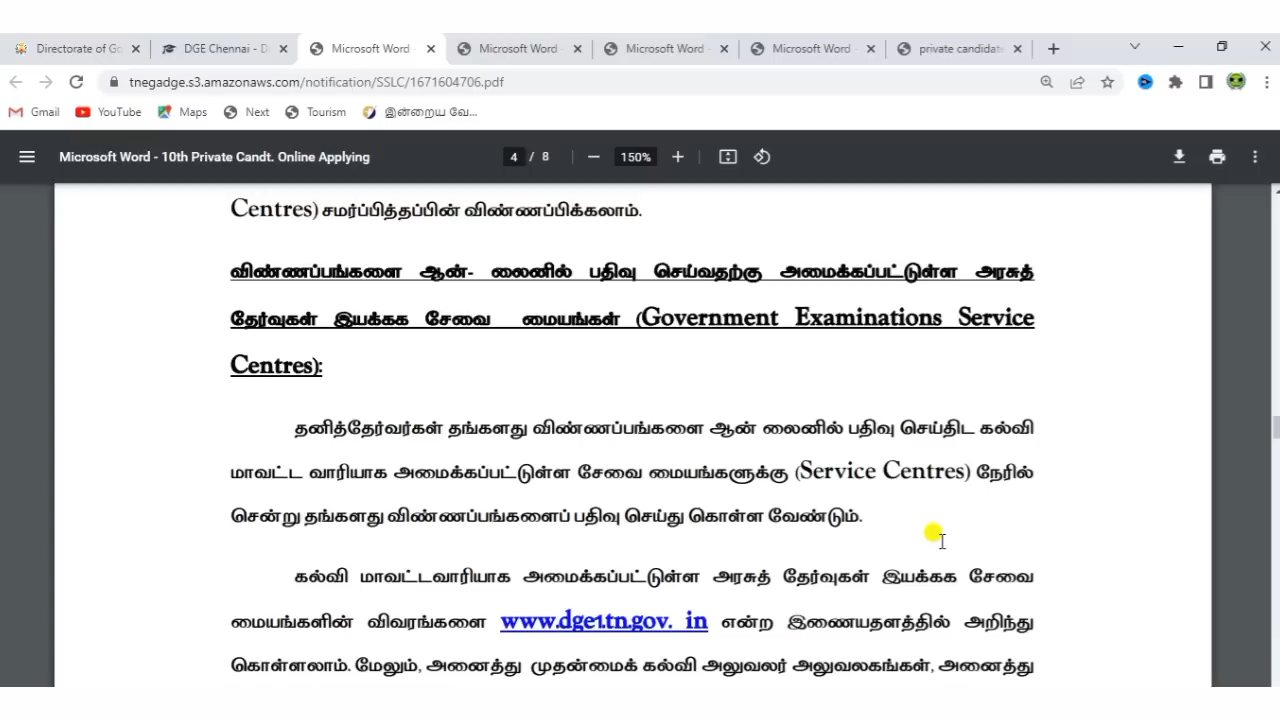 Directorate of Go
DGE Chennai - D
Microsoft Word -
Microsoft Word -
Microsoft Word -
Microsoft Word -
private candidate
tnegadge.s3.amazonaws.com/notification/SSLC/1671604706.pdf
Gmail YouTube Maps Next Tourism இன்றைய வே...
Microsoft Word - 10th Private Candt. Online Applying 4 / 8 150%
Centres) சமர்ப்பித்தப்பின் விண்ணப்பிக்கலாம்.
விண்ணப்பங்களை ஆன்- லைனில் பதிவு செய்வதற்கு அமைக்கப்பட்டுள்ள அரசுத்
தேர்வுகள் இயக்கக சேவை மையங்கள் (Government Examinations Service
Centres):
தனித்தேர்வர்கள் தங்களது விண்ணப்பங்களை ஆன் லைனில் பதிவு செய்திட கல்வி
மாவட்ட வாரியாக அமைக்கப்பட்டுள்ள சேவை மையங்களுக்கு (Service Centres) நேரில்
சென்று தங்களது விண்ணப்பங்களைப் பதிவு செய்து கொள்ள வேண்டும்.
கல்வி மாவட்டவாரியாக அமைக்கப்பட்டுள்ள அரசுத் தேர்வுகள் இயக்கக சேவை
மையங்களின் விவரங்களை www.dge1.tn.gov. in என்ற இணையதளத்தில் அறிந்து
கொள்ளலாம். மேலும், அனைத்து முதன்மைக் கல்வி அலுவலர் அலுவலகங்கள், அனைத்து